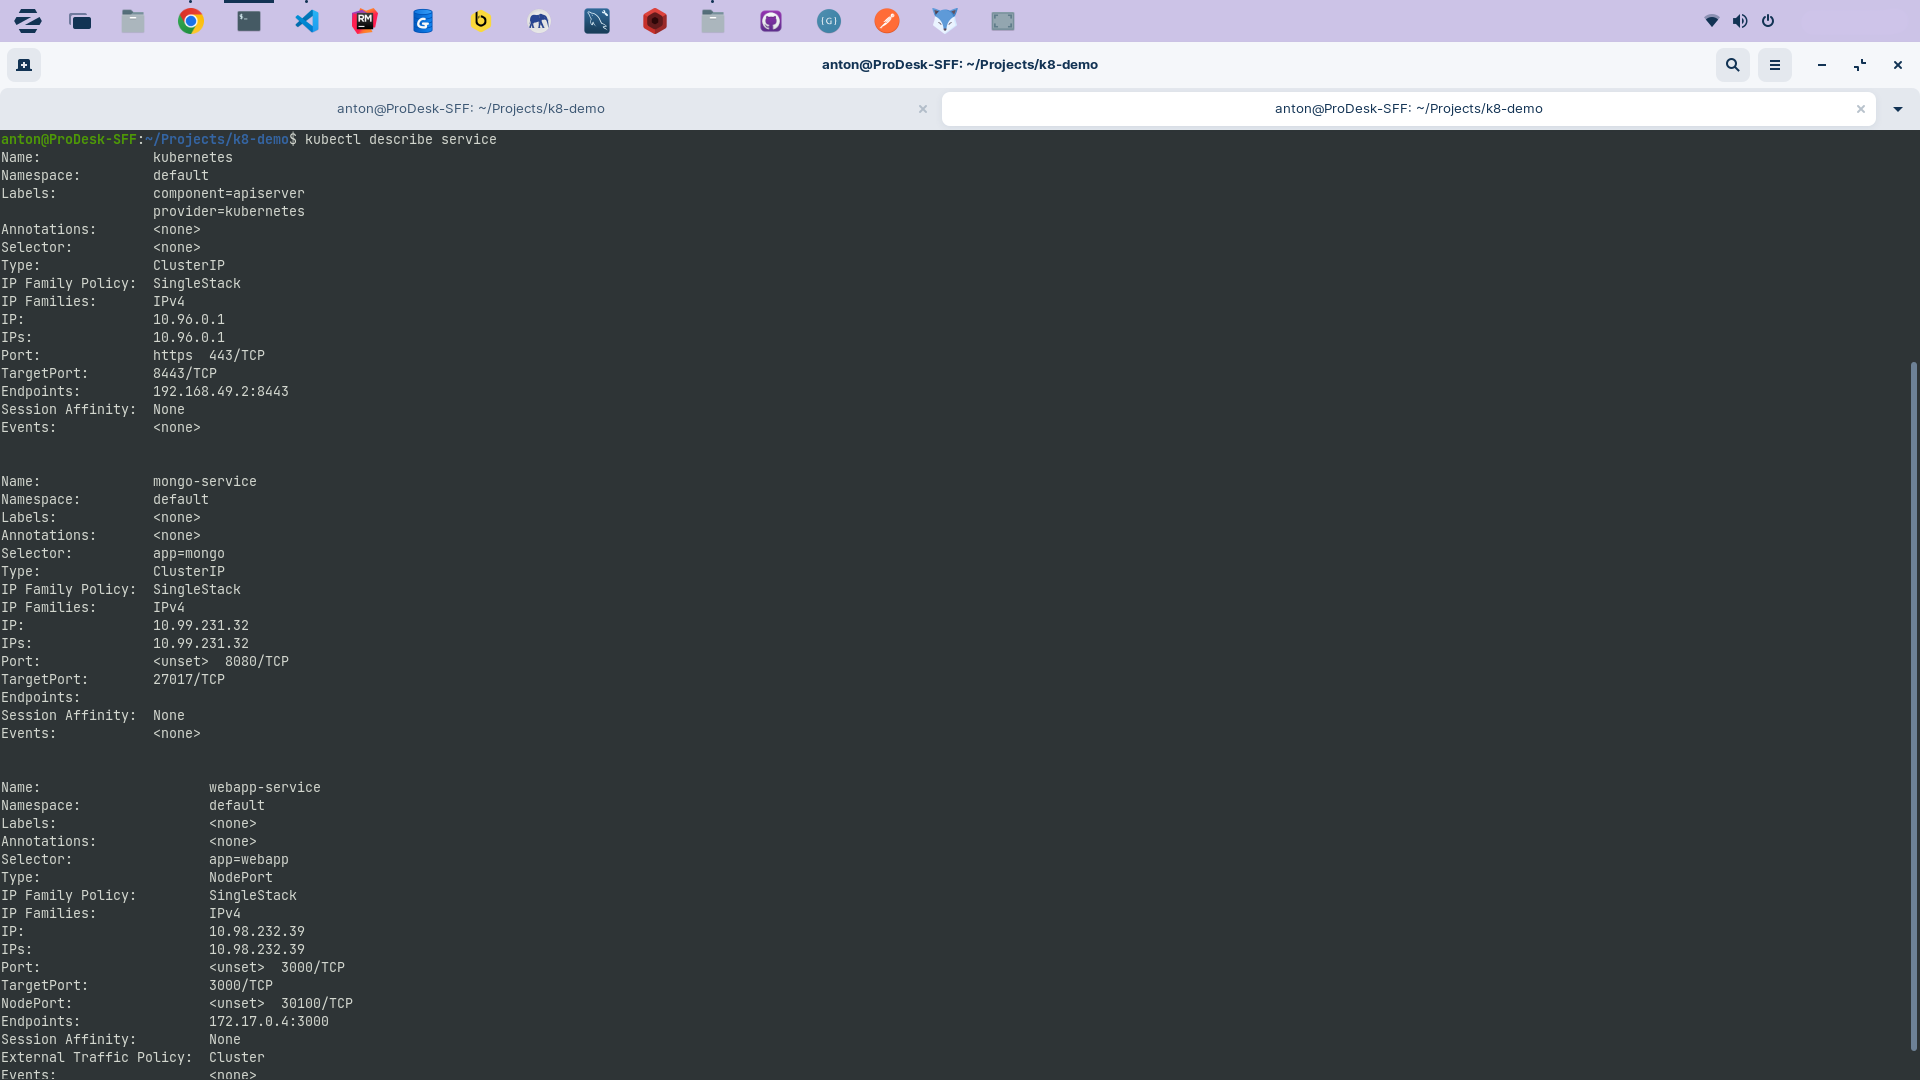 anton@ProDesk-SFF: ~/Projects/k8-demo
anton@ProDesk-SFF: ~/Projects/k8-demo
anton@ProDesk-SFF: ~/Projects/k8-demo
anton@ProDesk-SFF:~/Projects/k8-demo$ kubectl describe service
Name:              kubernetes
Namespace:         default
Labels:            component=apiserver
                   provider=kubernetes
Annotations:       <none>
Selector:          <none>
Type:              ClusterIP
IP Family Policy:  SingleStack
IP Families:       IPv4
IP:                10.96.0.1
IPs:               10.96.0.1
Port:              https  443/TCP
TargetPort:        8443/TCP
Endpoints:         192.168.49.2:8443
Session Affinity:  None
Events:            <none>
Name:              mongo-service
Namespace:         default
Labels:            <none>
Annotations:       <none>
Selector:          app=mongo
Type:              ClusterIP
IP Family Policy:  SingleStack
IP Families:       IPv4
IP:                10.99.231.32
IPs:               10.99.231.32
Port:              <unset>  8080/TCP
TargetPort:        27017/TCP
Endpoints:
Session Affinity:  None
Events:            <none>
Name:                     webapp-service
Namespace:                default
Labels:                   <none>
Annotations:              <none>
Selector:                 app=webapp
Type:                     NodePort
IP Family Policy:         SingleStack
IP Families:              IPv4
IP:                       10.98.232.39
IPs:                      10.98.232.39
Port:                     <unset>  3000/TCP
TargetPort:               3000/TCP
NodePort:                 <unset>  30100/TCP
Endpoints:                172.17.0.4:3000
Session Affinity:         None
External Traffic Policy:  Cluster
Events:                   <none>